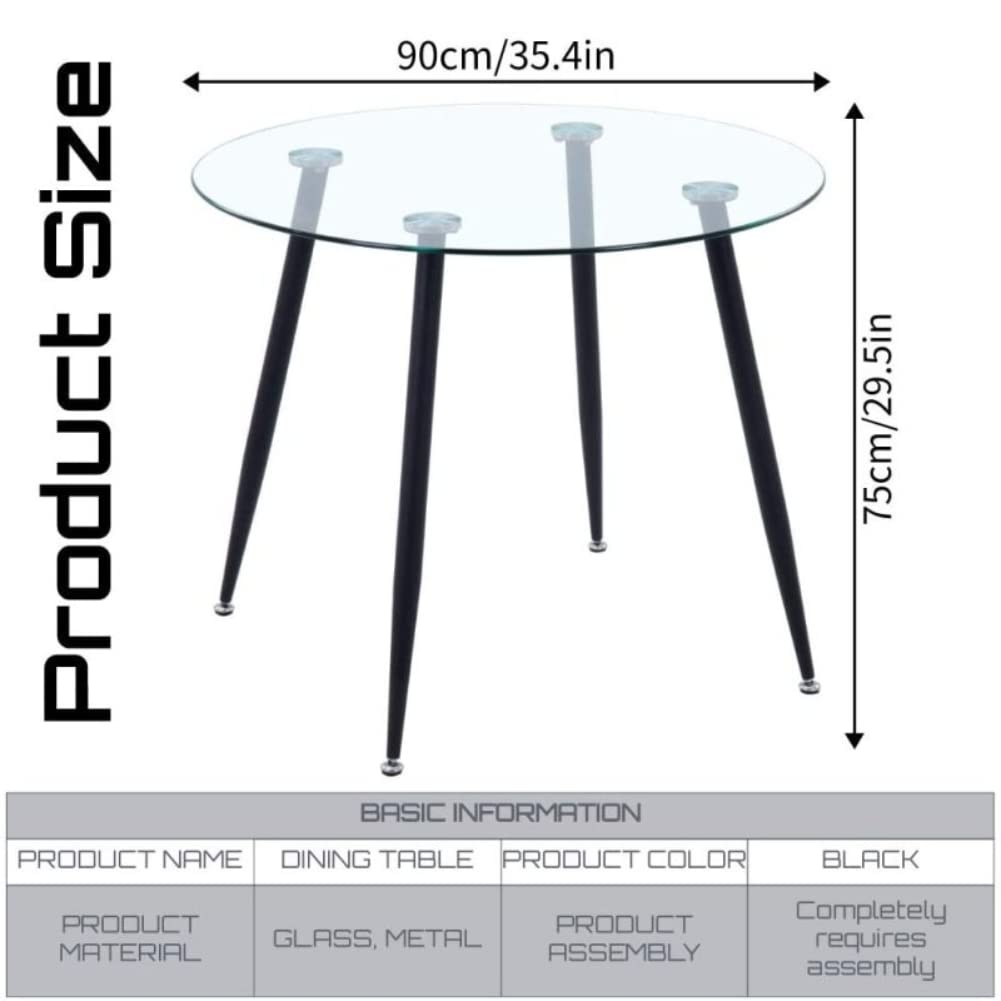 Product Size
90cm/35.4in
75cm/29.5in
BASIC INFORMATION
PRODUCT NAME
DINING TABLE
PRODUCT COLOR
BLACK
PRODUCT
MATERIAL
GLASS, METAL
PRODUCT
ASSEMBLY
Completely
requires
assembly